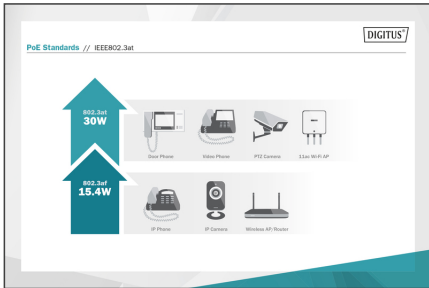 DIGITUS®
PoE Standards // IEEE802.3at
802.3at
30W
Door Phone
Video Phone
PTZ Camera
11ac Wi-Fi AP
802.3af
15.4W
IP Phone
IP Camera
Wireless AP/Router